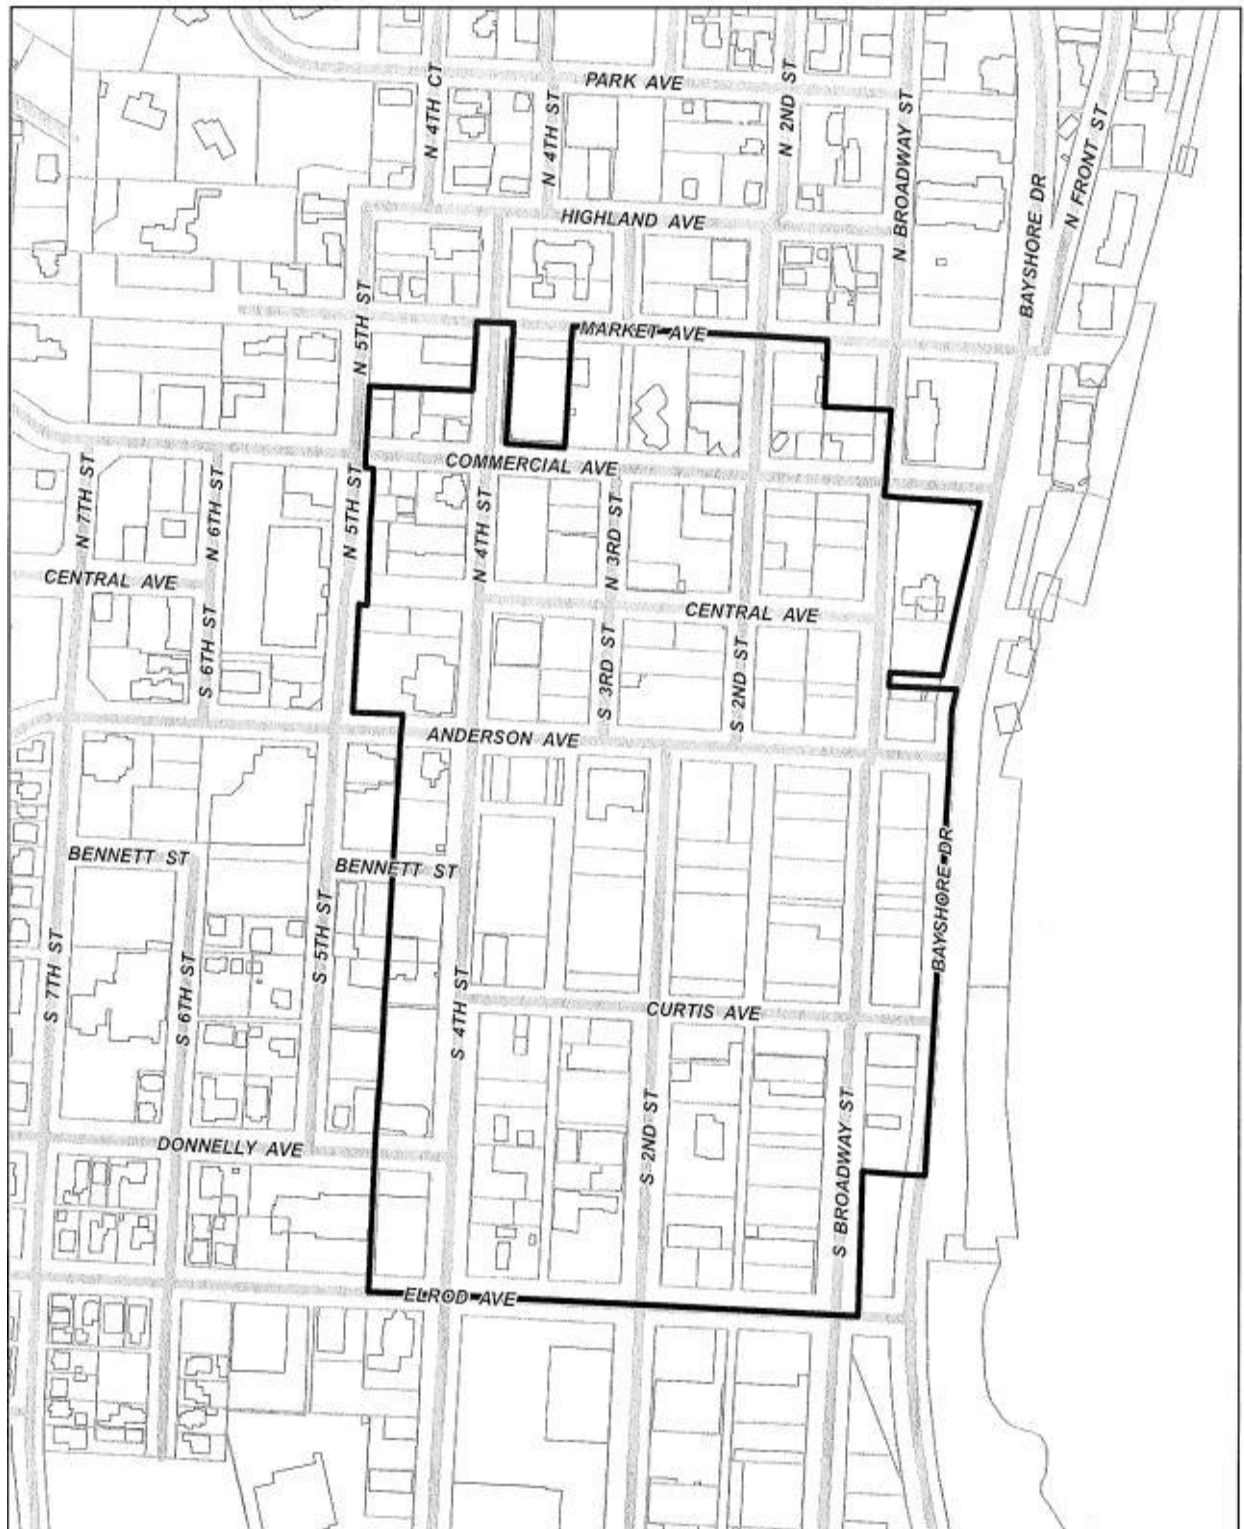 PARK AVE
N 4TH CT
N 4TH ST
N 2ND ST
N BROADWAY ST
BAYSHORE DR
N FRONT ST
HIGHLAND AVE
N 5TH ST
MARKET AVE
COMMERCIAL AVE
N 7TH ST
N 6TH ST
N 5TH ST
N 4TH ST
N 3RD ST
CENTRAL AVE
CENTRAL AVE
S 6TH ST
S 3RD ST
S 2ND ST
ANDERSON AVE
BENNETT ST
BENNETT ST
BAYSHORE DR
S 7TH ST
S 6TH ST
S 5TH ST
S 4TH ST
CURTIS AVE
S 2ND ST
S BROADWAY ST
DONNELLY AVE
ELROD AVE